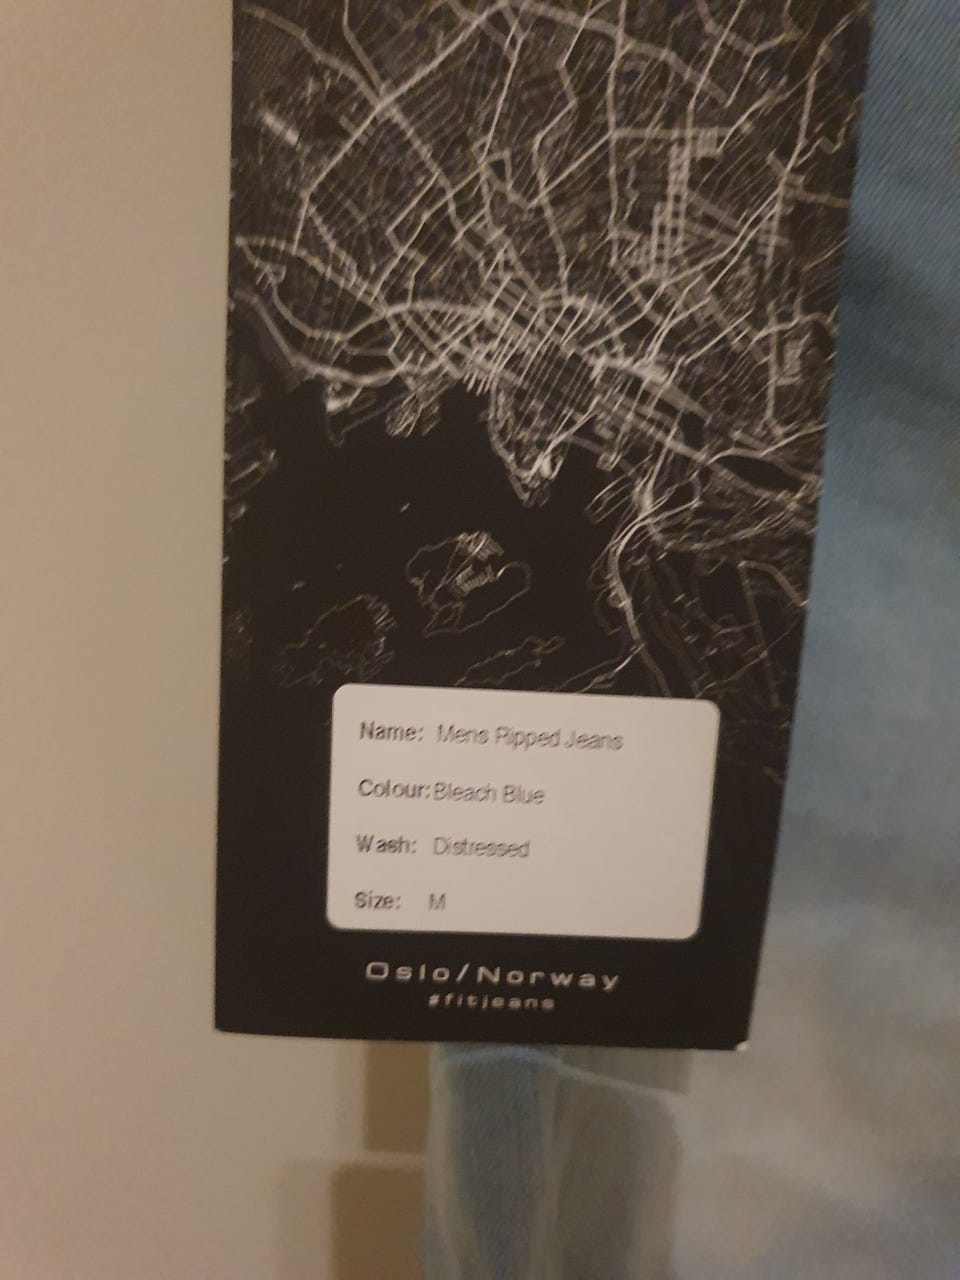 Name: Mens Ripped Jeans
Colour: Bleach Blue
Wash: Distressed
Size: M
Oslo/Norway
#fitjeans